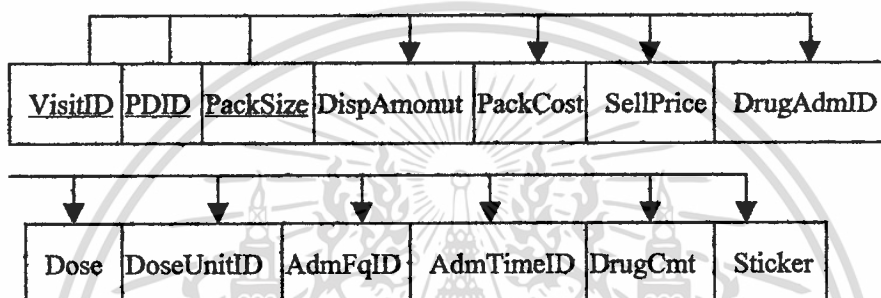 VisitID PDID PackSize DispAmonut PackCost SellPrice DrugAdmID
Dose DoseUnitID AdmFqID AdmTimeID DrugCmt Sticker